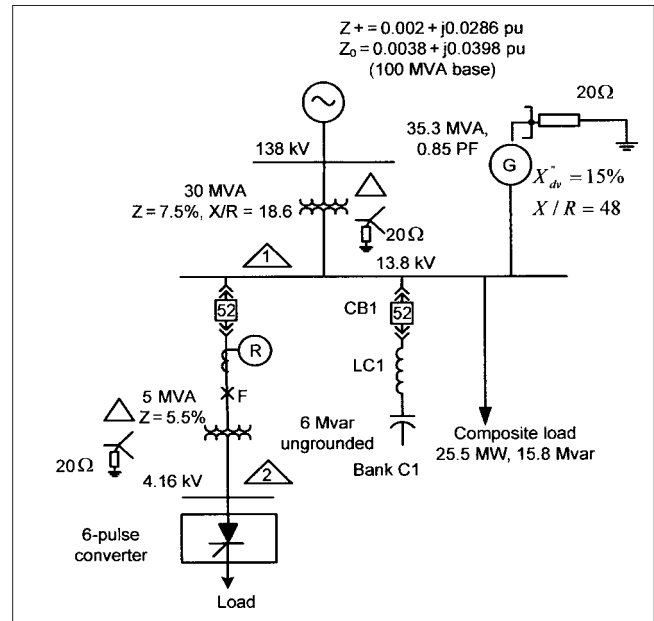 Z + = 0.002 + j0.0286 pu
Z₀ = 0.0038 + j0.0398 pu
(100 MVA base)
20Ω
35.3 MVA,
0.85 PF
G
X"dv = 15%
X / R = 48
138 kV
30 MVA
Z = 7.5%, X/R = 18.6
20Ω
1
13.8 kV
52
CB1
52
R
LC1
F
5 MVA
Z = 5.5%
6 Mvar
ungrounded
Bank C1
Composite load
25.5 MW, 15.8 Mvar
20Ω
4.16 kV
2
6-pulse
converter
Load